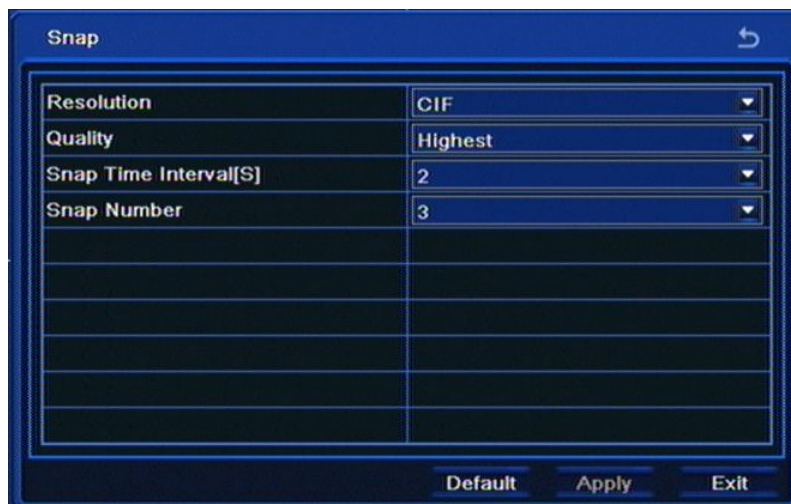 Snap
Resolution CIF
Quality Highest
Snap Time Interval[S] 2
Snap Number 3
Default Apply Exit